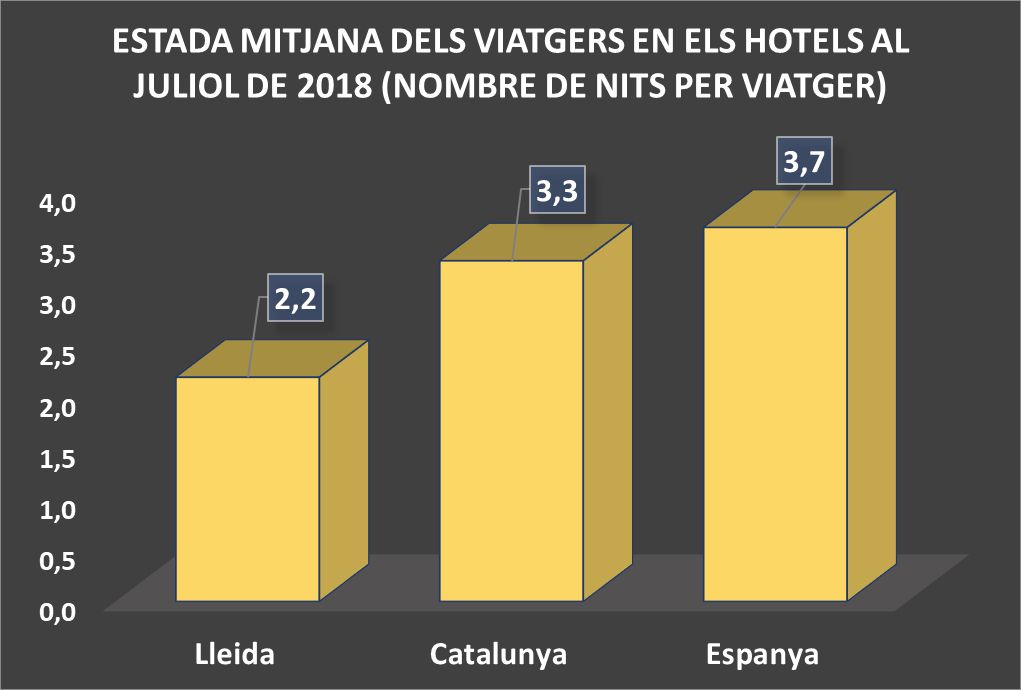 ESTADA MITJANA DELS VIATGERS EN ELS HOTELS AL
JULIOL DE 2018 (NOMBRE DE NITS PER VIATGER)
3,7
3,3
2,2
4,0
3,5
3,0
2,5
2,0
1,5
1,0
0,5
0,0
Lleida
Catalunya
Espanya